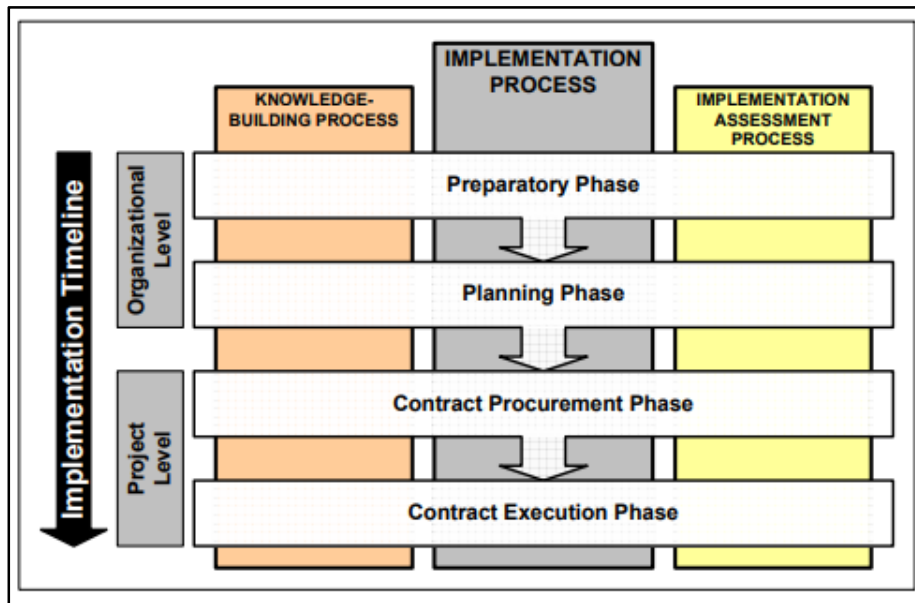 IMPLEMENTATION
PROCESS
KNOWLEDGE-
BUILDING PROCESS
IMPLEMENTATION
ASSESSMENT
PROCESS
Implementation Timeline
Organizational
Level
Preparatory Phase
Planning Phase
Project
Level
Contract Procurement Phase
Contract Execution Phase